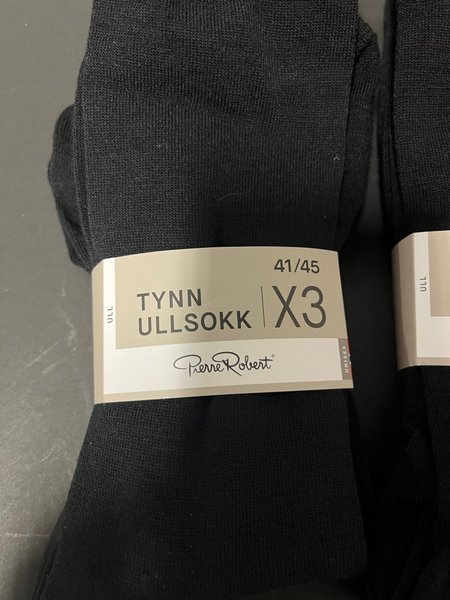 ULL
41/45
TYNN
ULLSOKK
X3
Pierre Robert®
UNISEX
ULL